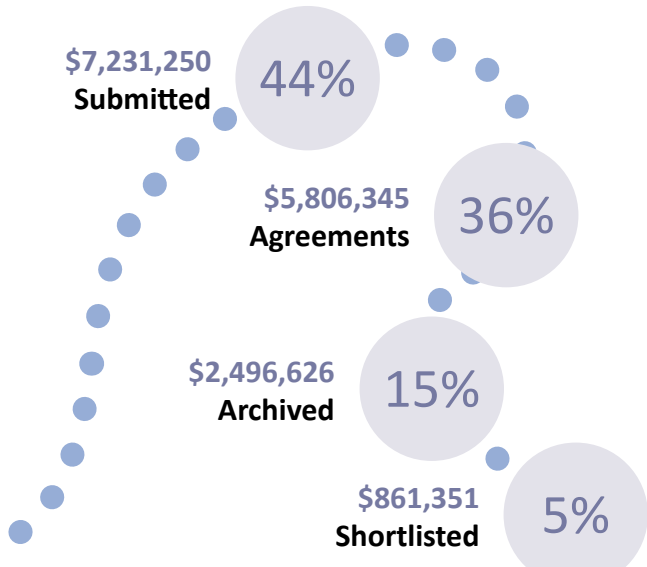 $7,231,250
Submitted
44%
$5,806,345
Agreements
36%
$2,496,626
Archived
15%
$861,351
Shortlisted
5%